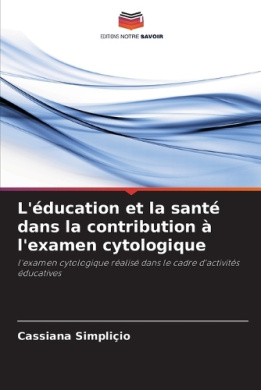 EDITIONS NOTRE SAVOIR
L'éducation et la santé
dans la contribution à
l'examen cytologique
l'examen cytologique réalisé dans le cadre d'activités
éducatives
Cassiana Simpliçio